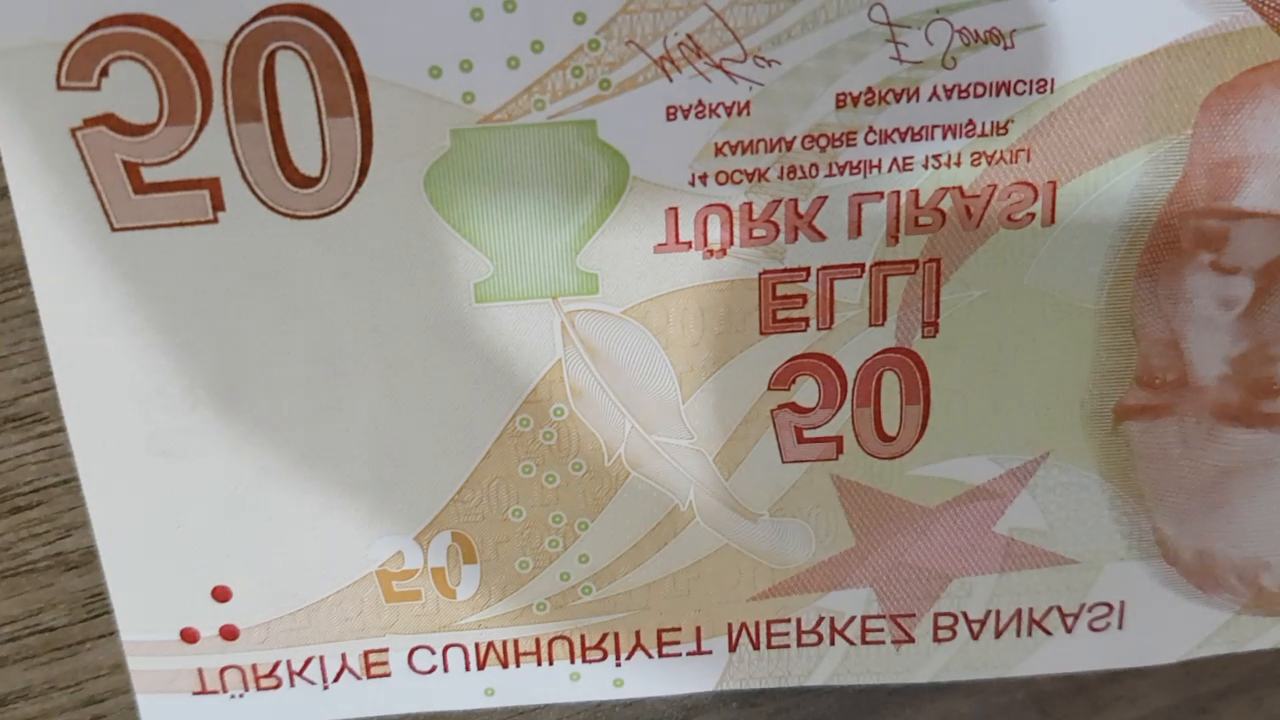 TÜRKİYE CUMHURİYET MERKEZ BANKASI
50
50
ELLİ
TÜRK LİRASI
14 OCAK 1970 TARİH VE 1211 SAYILI
KANUNA GÖRE ÇIKARILMIŞTIR.
BAŞKAN BAŞKAN YARDIMCISI
50